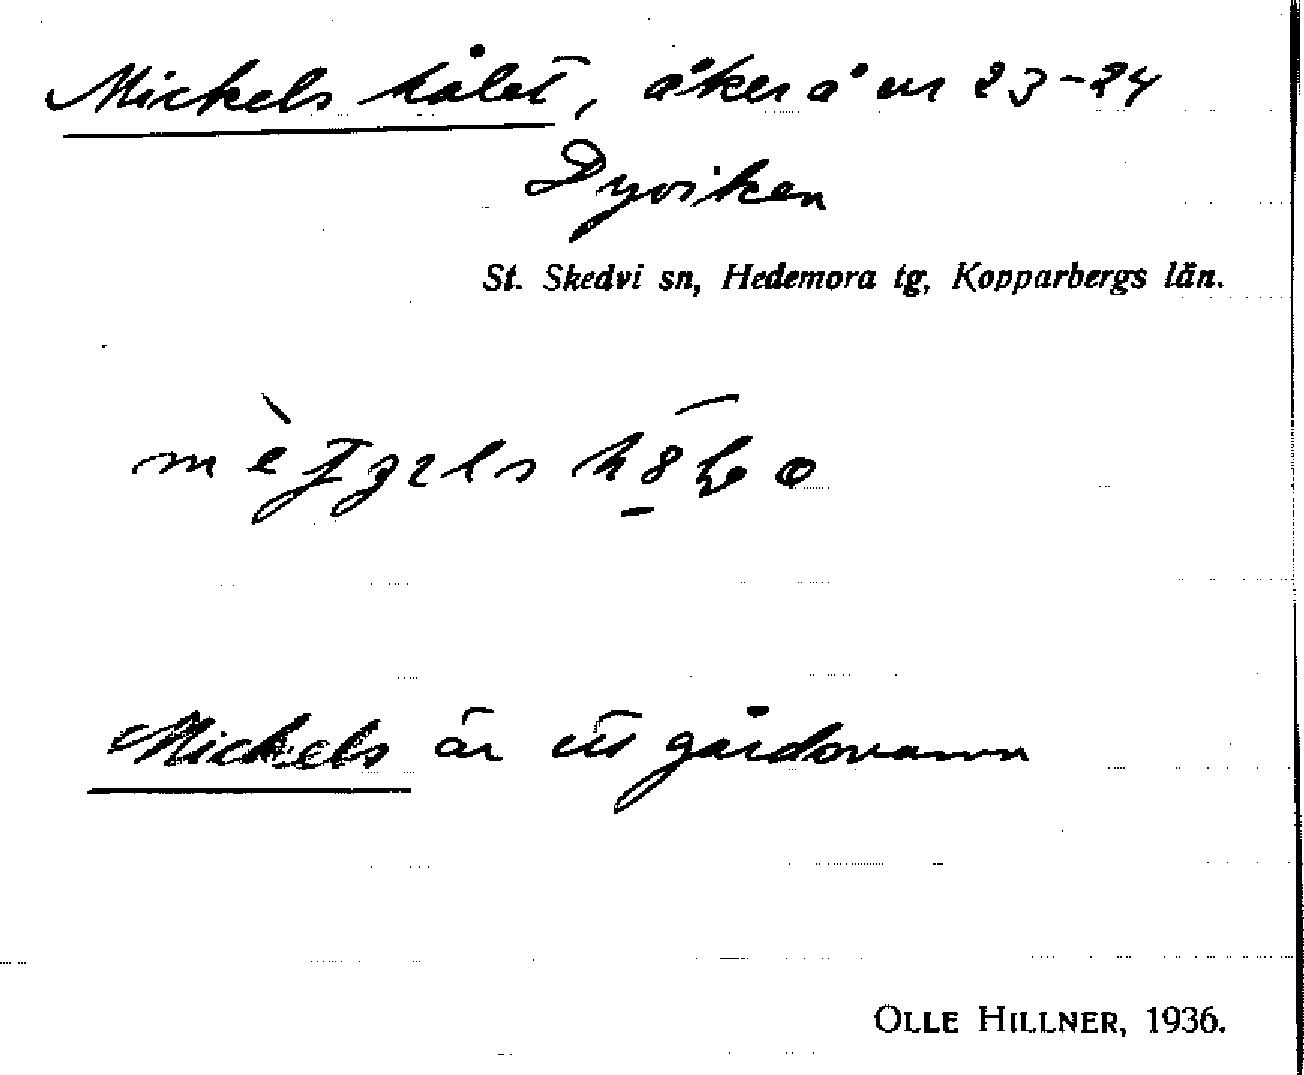 Mickels hålet, åker å nr 23-24
Dyviken
St. Skedvi sn, Hedemora tg, Kopparbergs län.
Mickels är ett gårdsnamn
OLLE HILLNER, 1936.